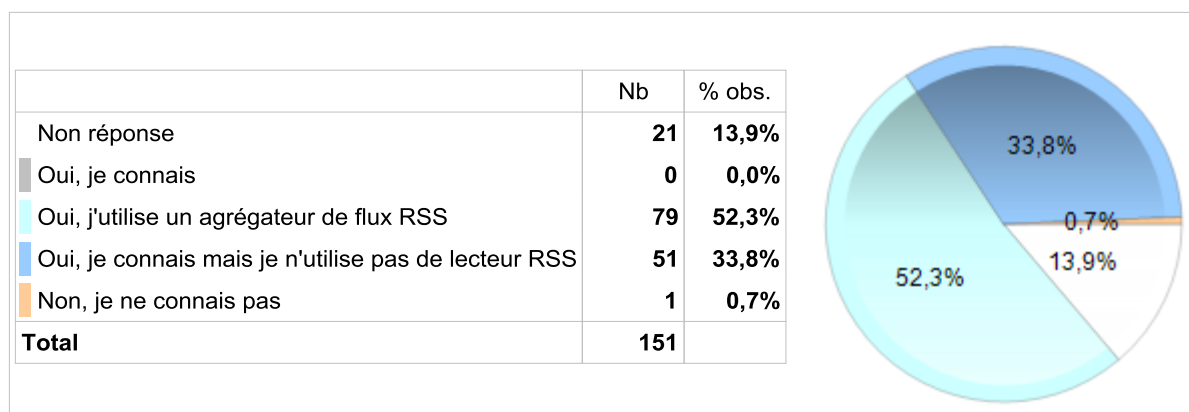 Nb % obs.
Non réponse 21 13,9%
Oui, je connais 0 0,0%
Oui, j'utilise un agrégateur de flux RSS 79 52,3%
Oui, je connais mais je n'utilise pas de lecteur RSS 51 33,8%
Non, je ne connais pas 1 0,7%
Total 151
33,8%
0,7%
13,9%
52,3%